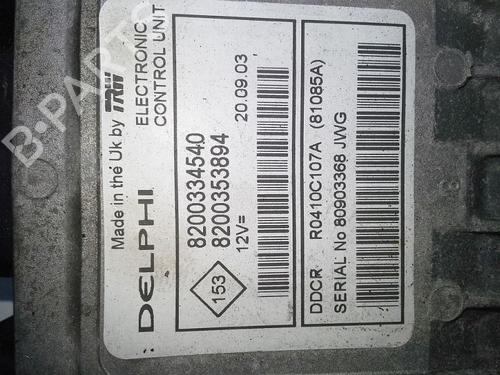 Made in the Uk by TRW
DELPHI
ELECTRONIC
CONTROL UNIT
153
8200334540
8200353894
12V=
20.09.03
DDCR R0410C107A (81085A)
SERIAL No 80903368 JWG
B-PARTS